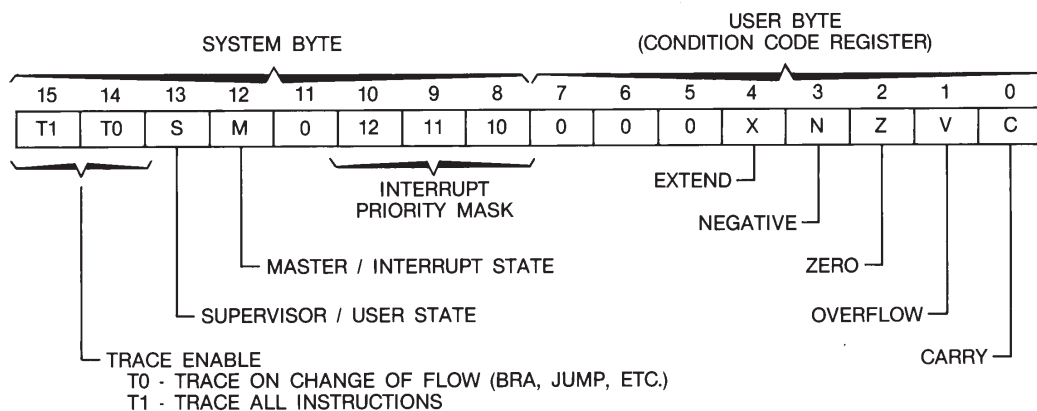 SYSTEM BYTE
USER BYTE
(CONDITION CODE REGISTER)
15 14 13 12 11 10 9 8 7 6 5 4 3 2 1 0
T1 T0 S M 0 12 11 10 0 0 0 X N Z V C
INTERRUPT
PRIORITY MASK
EXTEND
NEGATIVE
MASTER / INTERRUPT STATE
ZERO
SUPERVISOR / USER STATE
OVERFLOW
TRACE ENABLE
CARRY
T0 - TRACE ON CHANGE OF FLOW (BRA, JUMP, ETC.)
T1 - TRACE ALL INSTRUCTIONS